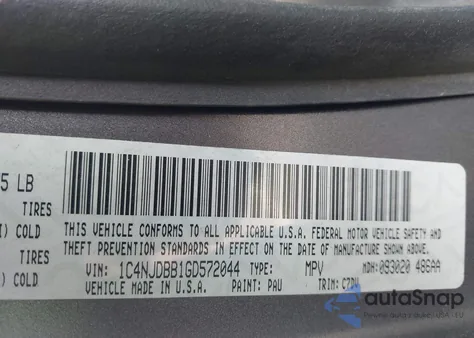 5 LB
TIRES
) COLD
TIRES
) COLD
THIS VEHICLE CONFORMS TO ALL APPLICABLE U.S.A. FEDERAL MOTOR VEHICLE SAFETY AND
THEFT PREVENTION STANDARDS IN EFFECT ON THE DATE OF MANUFACTURE SHOWN ABOVE.
VIN: 1C4NJDBB1GD572044 TYPE: MPV MDH: 093020 486AA
VEHICLE MADE IN U.S.A. PAINT: PAU TRIM:
autoSnap